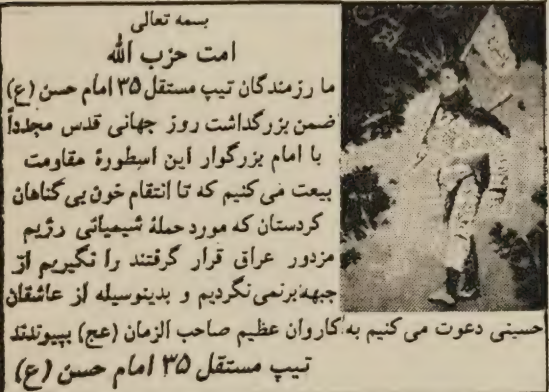 بسمه تعالی
امت حزب الله
ما رزمندگان تیپ مستقل ۳۵ امام حسن (ع)
ضمن بزرگداشت روز جهانی قدس مجدداً
با امام بزرگوار این اسطورهٔ مقاومت
بیعت می کنیم که تا انتقام خون بی گناهان
کردستان که مورد حملهٔ شیمیائی رژیم
مزدور عراق قرار گرفتند را نگیریم از
جبهه برنمی گردیم و بدینوسیله از عاشقان
حسینی دعوت می کنیم به کاروان عظیم صاحب الزمان (عج) بپیوندند
تیپ مستقل ۳۵ امام حسن (ع)